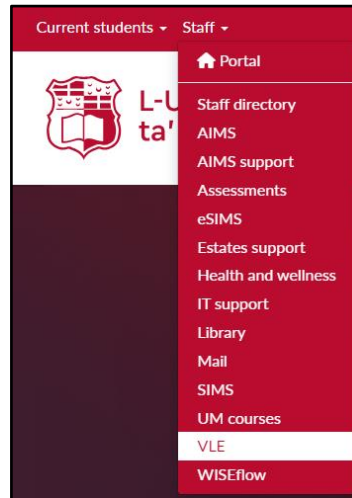 Current students Staff
Portal
L-U
ta'
Staff directory
AIMS
AIMS support
Assessments
eSIMS
Estates support
Health and wellness
IT support
Library
Mail
SIMS
UM courses
VLE
WISEflow